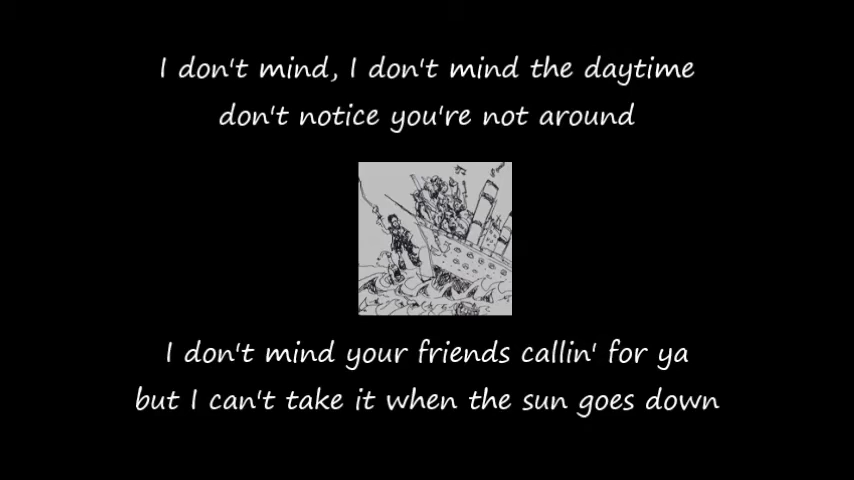 I don't mind, I don't mind the daytime
don't notice you're not around
I don't mind your friends callin' for ya
but I can't take it when the sun goes down